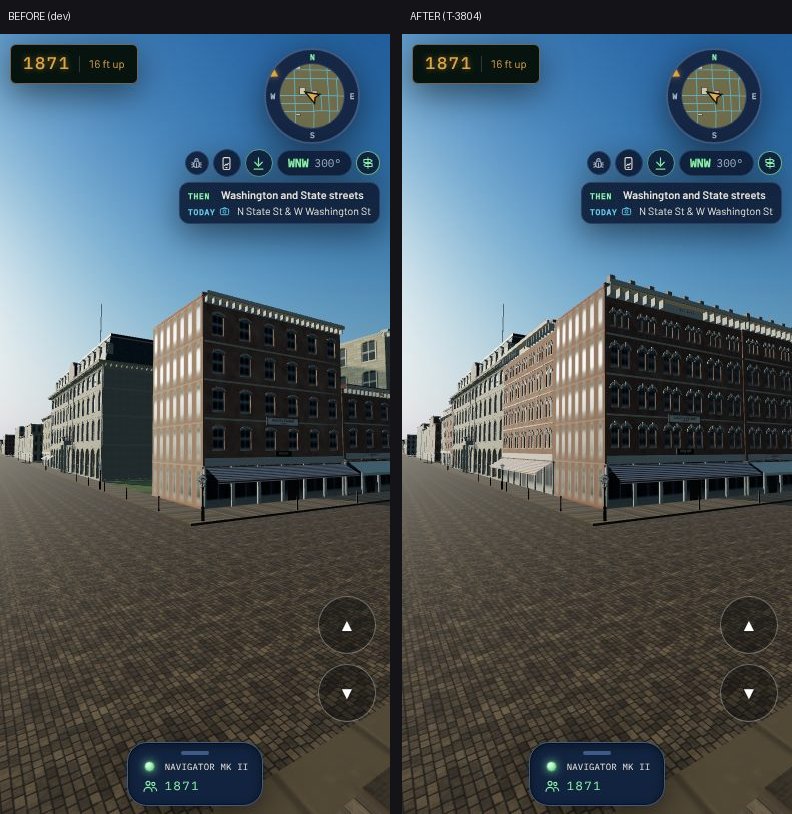 BEFORE (dev)
1871 16 ft up
N
W E
S
WNW 300°
THEN Washington and State streets
TODAY N State St & W Washington St
▲
▼
NAVIGATOR MK II
1871
AFTER (T-3804)
1871 16 ft up
N
W E
S
WNW 300°
THEN Washington and State streets
TODAY N State St & W Washington St
▲
▼
NAVIGATOR MK II
1871